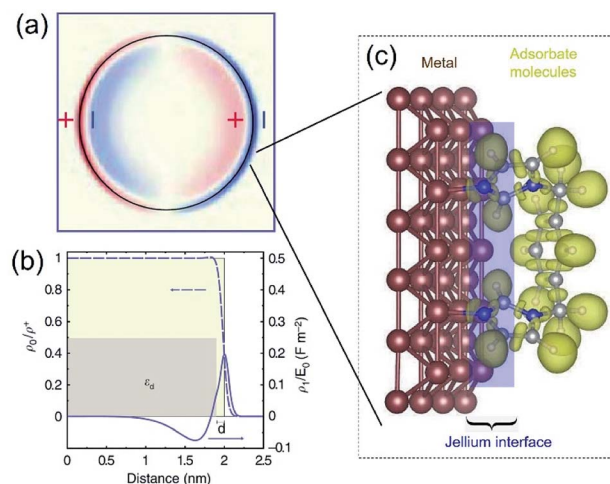 (a)
+ | + |
(b)
1
0.8
0.6
0.4
0.2
0
ρ₀/ρ⁺
εd
d
0.5
0.4
0.3
0.2
0.1
0
–0.1
ρ₁/E₀ (F m⁻²)
0 0.5 1 1.5 2 2.5
Distance (nm)
(c)
Metal
Adsorbate
molecules
Jellium interface